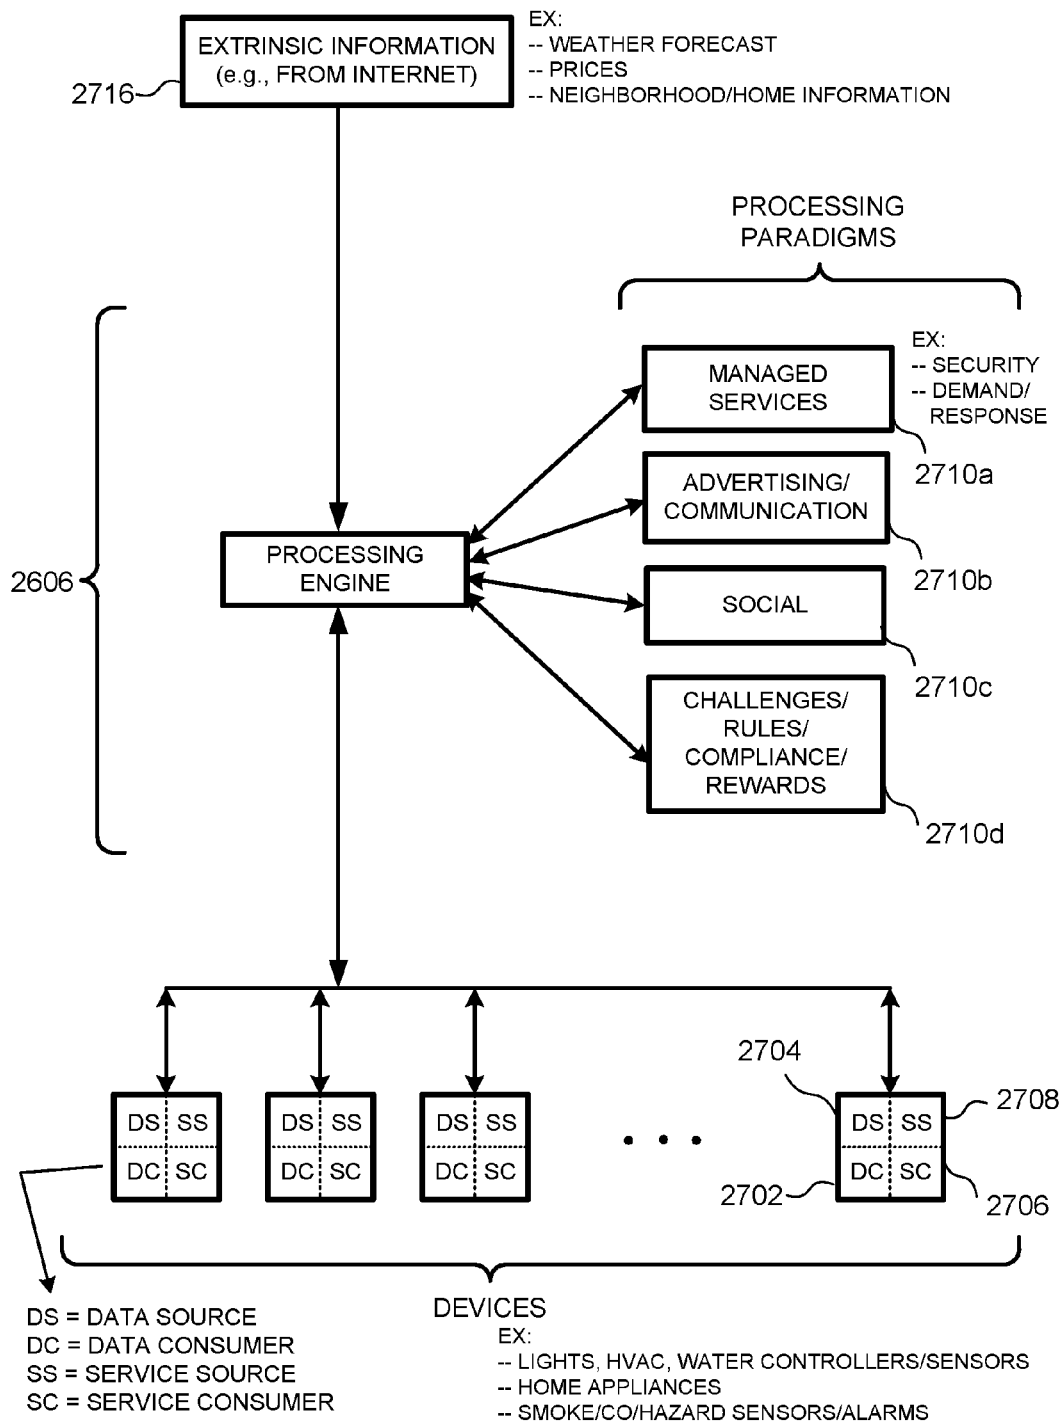 EXTRINSIC INFORMATION
(e.g., FROM INTERNET)
2716
EX:
-- WEATHER FORECAST
-- PRICES
-- NEIGHBORHOOD/HOME INFORMATION
PROCESSING
PARADIGMS
MANAGED
SERVICES
EX:
-- SECURITY
-- DEMAND/
RESPONSE
2710a
ADVERTISING/
COMMUNICATION
2710b
PROCESSING
ENGINE
2606
SOCIAL
2710c
CHALLENGES/
RULES/
COMPLIANCE/
REWARDS
2710d
DS SS
DC SC
DS SS
DC SC
DS SS
DC SC
• • •
2704
2708
DS SS
DC SC
2702
2706
DS = DATA SOURCE
DC = DATA CONSUMER
SS = SERVICE SOURCE
SC = SERVICE CONSUMER
DEVICES
EX:
-- LIGHTS, HVAC, WATER CONTROLLERS/SENSORS
-- HOME APPLIANCES
-- SMOKE/CO/HAZARD SENSORS/ALARMS